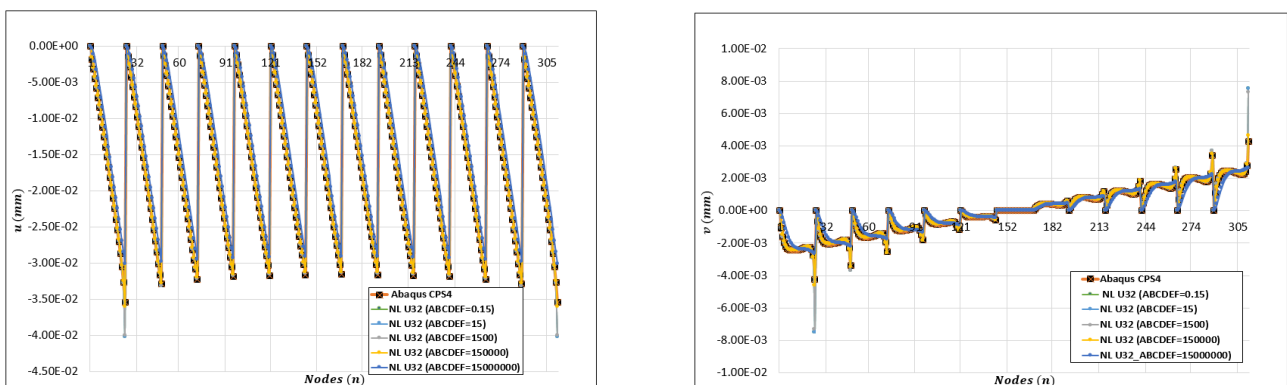 0.00E+00
-5.00E-03
-1.00E-02
-1.50E-02
-2.00E-02
-2.50E-02
-3.00E-02
-3.50E-02
-4.00E-02
-4.50E-02
u (mm)
1 32 60 91 121 152 182 213 244 274 305
Abaqus CPS4
NL U32 (ABCDEF=0.15)
NL U32 (ABCDEF=15)
NL U32 (ABCDEF=1500)
NL U32 (ABCDEF=150000)
NL U32 (ABCDEF=15000000)
Nodes (n)
1.00E-02
8.00E-03
6.00E-03
4.00E-03
2.00E-03
0.00E+00
-2.00E-03
-4.00E-03
-6.00E-03
-8.00E-03
-1.00E-02
v (mm)
1 32 60 91 121 152 182 213 244 274 305
Abaqus CPS4
NL U32 (ABCDEF=0.15)
NL U32 (ABCDEF=15)
NL U32 (ABCDEF=1500)
NL U32 (ABCDEF=150000)
NL U32_ABCDEF=15000000)
Nodes (n)